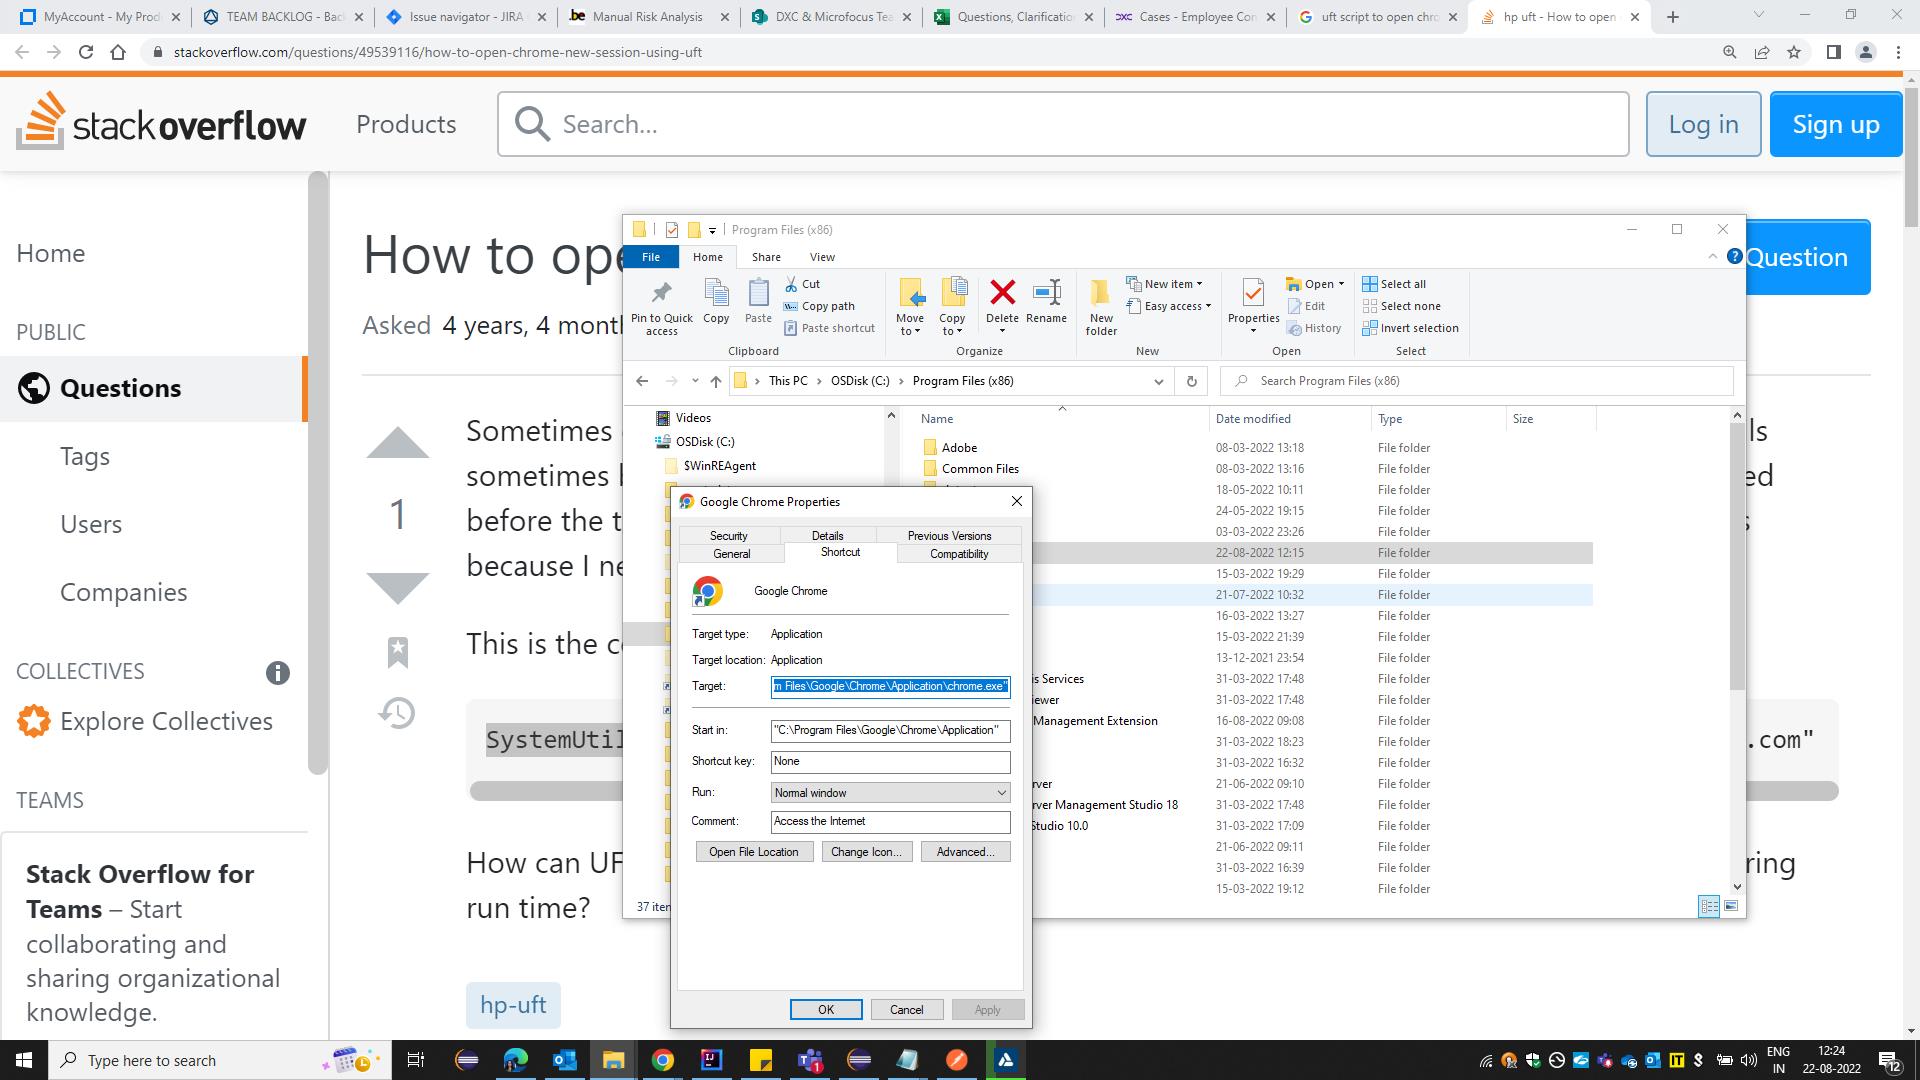 MyAccount - My Prod
TEAM BACKLOG - Back
Issue navigator - JIRA
Manual Risk Analysis
DXC & Microfocus Tea
Questions, Clarification
Cases - Employee Con
uft script to open chro
hp uft - How to open
stackoverflow.com/questions/49539116/how-to-open-chrome-new-session-using-uft
stackoverflow
Products
Search...
Log in
Sign up
Home
PUBLIC
Questions
Tags
Users
Companies
COLLECTIVES
Explore Collectives
TEAMS
Stack Overflow for
Teams – Start
collaborating and
sharing organizational
knowledge.
How to ope
Question
Asked 4 years, 4 month
1
Sometimes
ls
sometimes
ed
before the t
s
because I ne
This is the c
SystemUtil
.com"
How can UF
ring
run time?
hp-uft
Program Files (x86)
File
Home
Share
View
Pin to Quick
access
Copy
Paste
Cut
Copy path
Paste shortcut
Clipboard
Move
to
Copy
to
Delete
Rename
Organize
New
folder
New item
Easy access
New
Properties
Open
Edit
History
Open
Select all
Select none
Invert selection
Select
This PC
OSDisk (C:)
Program Files (x86)
Search Program Files (x86)
Videos
OSDisk (C:)
$WinREAgent
Name
Date modified
Type
Size
Adobe 08-03-2022 13:18 File folder
Common Files 08-03-2022 13:16 File folder
18-05-2022 10:11 File folder
24-05-2022 19:15 File folder
03-03-2022 23:26 File folder
22-08-2022 12:15 File folder
15-03-2022 19:29 File folder
21-07-2022 10:32 File folder
16-03-2022 13:27 File folder
15-03-2022 21:39 File folder
13-12-2021 23:54 File folder
is Services 31-03-2022 17:48 File folder
iewer 31-03-2022 17:48 File folder
Management Extension 16-08-2022 09:08 File folder
31-03-2022 18:23 File folder
31-03-2022 16:32 File folder
rver 21-06-2022 09:10 File folder
rver Management Studio 18 31-03-2022 17:48 File folder
Studio 10.0 31-03-2022 17:09 File folder
21-06-2022 09:11 File folder
31-03-2022 16:39 File folder
15-03-2022 19:12 File folder
37 iter
Google Chrome Properties
Security
Details
Previous Versions
General
Shortcut
Compatibility
Google Chrome
Target type: Application
Target location: Application
Target: m Files\Google\Chrome\Application\chrome.exe"
Start in: "C:\Program Files\Google\Chrome\Application"
Shortcut key: None
Run: Normal window
Comment: Access the Internet
Open File Location
Change Icon...
Advanced...
OK
Cancel
Apply
Type here to search
ENG
IN
12:24
22-08-2022
12